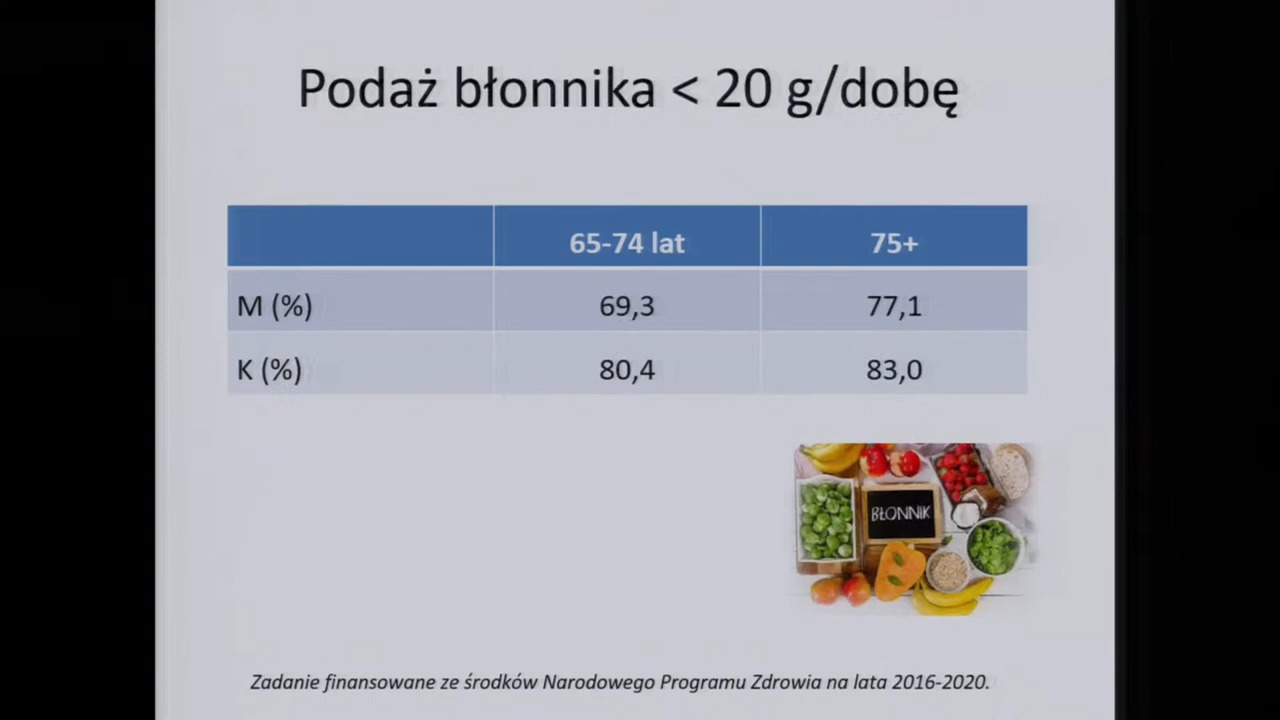 Podaż błonnika < 20 g/dobę
65-74 lat 75+
M (%) 69,3 77,1
K (%) 80,4 83,0
BŁONNIK
Zadanie finansowane ze środków Narodowego Programu Zdrowia na lata 2016-2020.